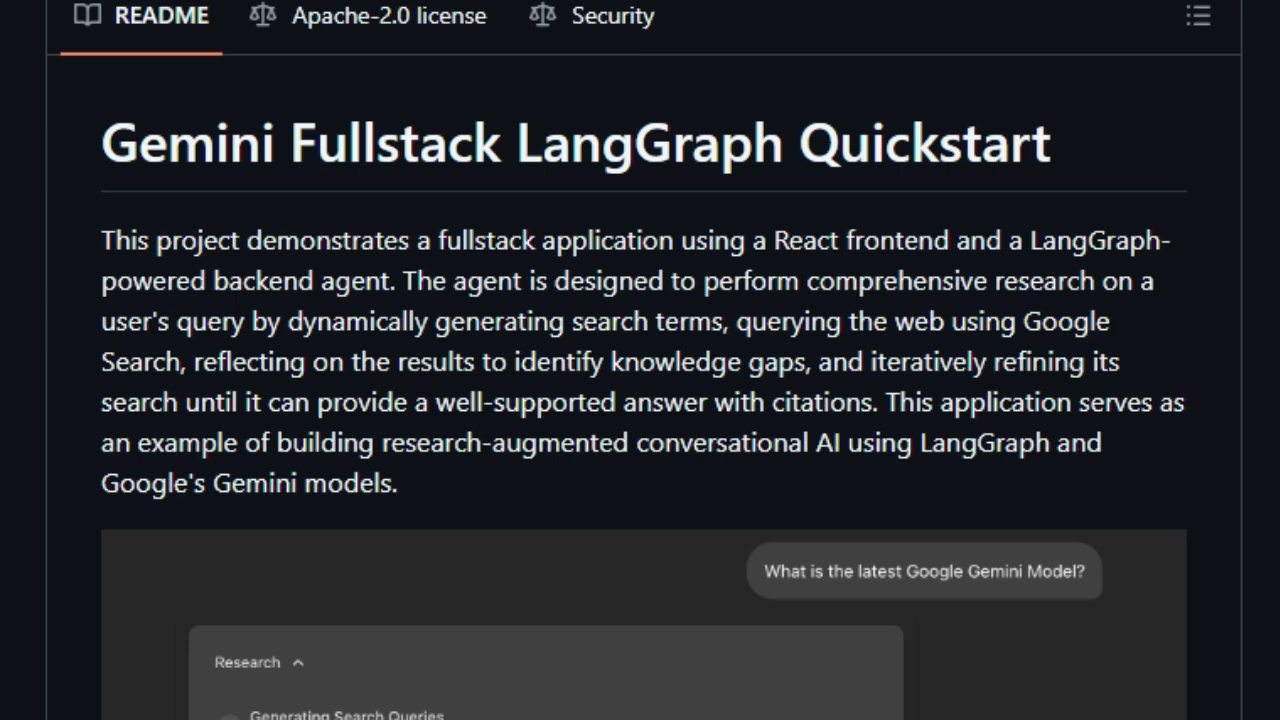 README Apache-2.0 license Security
Gemini Fullstack LangGraph Quickstart
This project demonstrates a fullstack application using a React frontend and a LangGraph-
powered backend agent. The agent is designed to perform comprehensive research on a
user's query by dynamically generating search terms, querying the web using Google
Search, reflecting on the results to identify knowledge gaps, and iteratively refining its
search until it can provide a well-supported answer with citations. This application serves as
an example of building research-augmented conversational AI using LangGraph and
Google's Gemini models.
What is the latest Google Gemini Model?
Research
Generating Search Queries